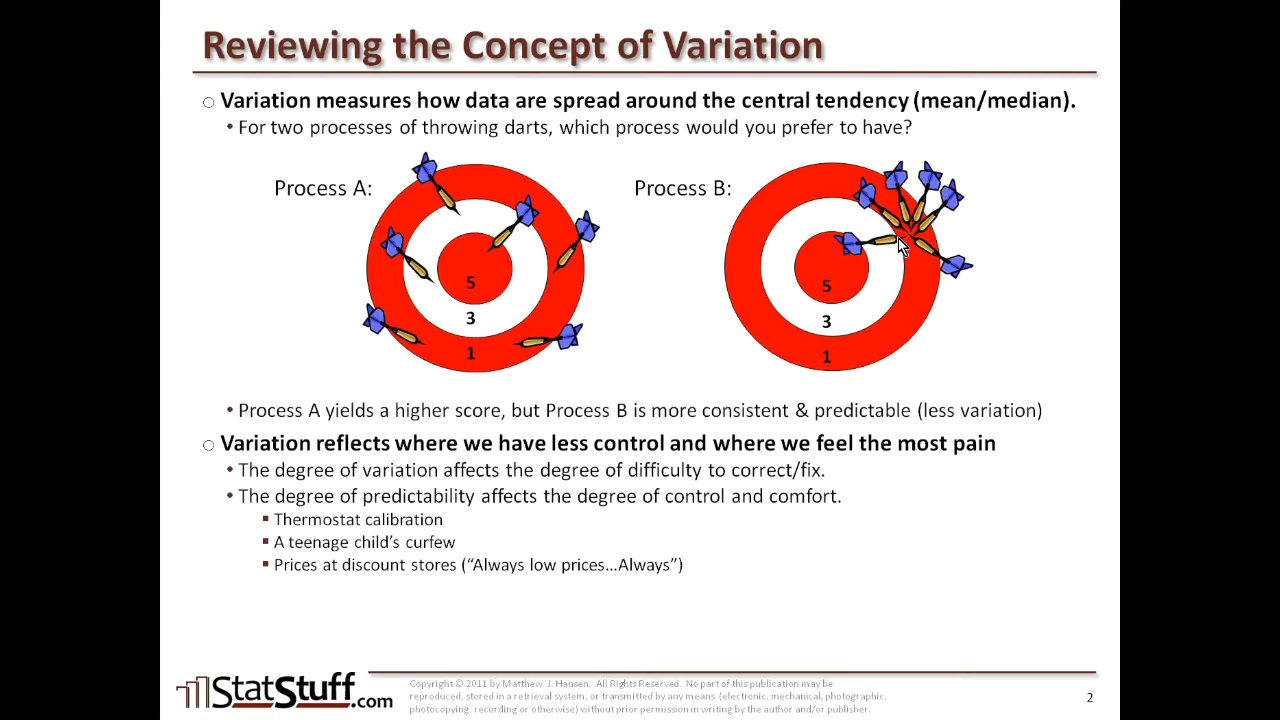 Reviewing the Concept of Variation
Variation measures how data are spread around the central tendency (mean/median).
• For two processes of throwing darts, which process would you prefer to have?
Process A:
5
3
1
Process B:
5
3
1
• Process A yields a higher score, but Process B is more consistent & predictable (less variation)
Variation reflects where we have less control and where we feel the most pain
• The degree of variation affects the degree of difficulty to correct/fix.
• The degree of predictability affects the degree of control and comfort.
▪ Thermostat calibration
▪ A teenage child's curfew
▪ Prices at discount stores (“Always low prices…Always”)
StatStuff.com
Copyright © 2011 by Matthew J. Hansen. All Rights Reserved. No part of this publication may be
reproduced, stored in a retrieval system, or transmitted by any means (electronic, mechanical, photographic,
photocopying, recording or otherwise) without prior permission in writing by the author and/or publisher.
2